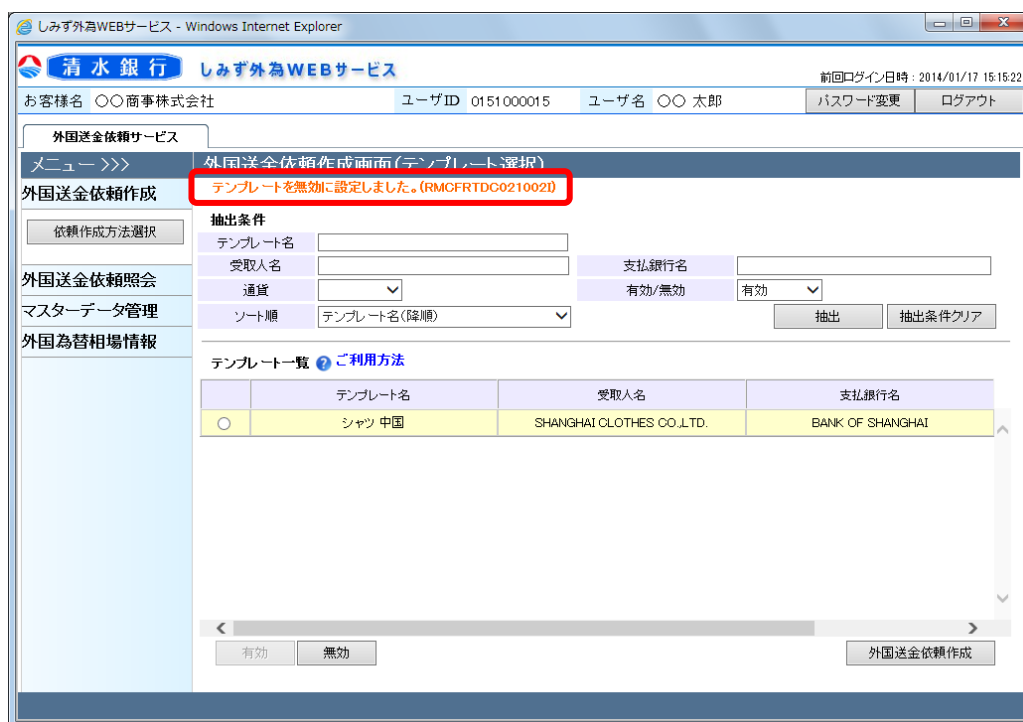 しみず外為WEBサービス - Windows Internet Explorer
清水銀行 しみず外為WEBサービス
前回ログイン日時：2014/01/17 15:15:22
お客様名 〇〇商事株式会社 ユーザID 0151000015 ユーザ名 〇〇 太郎 パスワード変更 ログアウト
外国送金依頼サービス
メニュー >>>
外国送金依頼作成
依頼作成方法選択
外国送金依頼照会
マスターデータ管理
外国為替相場情報
外国送金依頼作成画面(テンプレート選択)
テンプレートを無効に設定しました。(RMCFRTDC021002I)
抽出条件
テンプレート名
受取人名 支払銀行名
通貨 有効/無効 有効
ソート順 テンプレート名(降順) 抽出 抽出条件クリア
テンプレート一覧 ? ご利用方法
テンプレート名 受取人名 支払銀行名
シャツ 中国 SHANGHAI CLOTHES CO.,LTD. BANK OF SHANGHAI
有効 無効 外国送金依頼作成